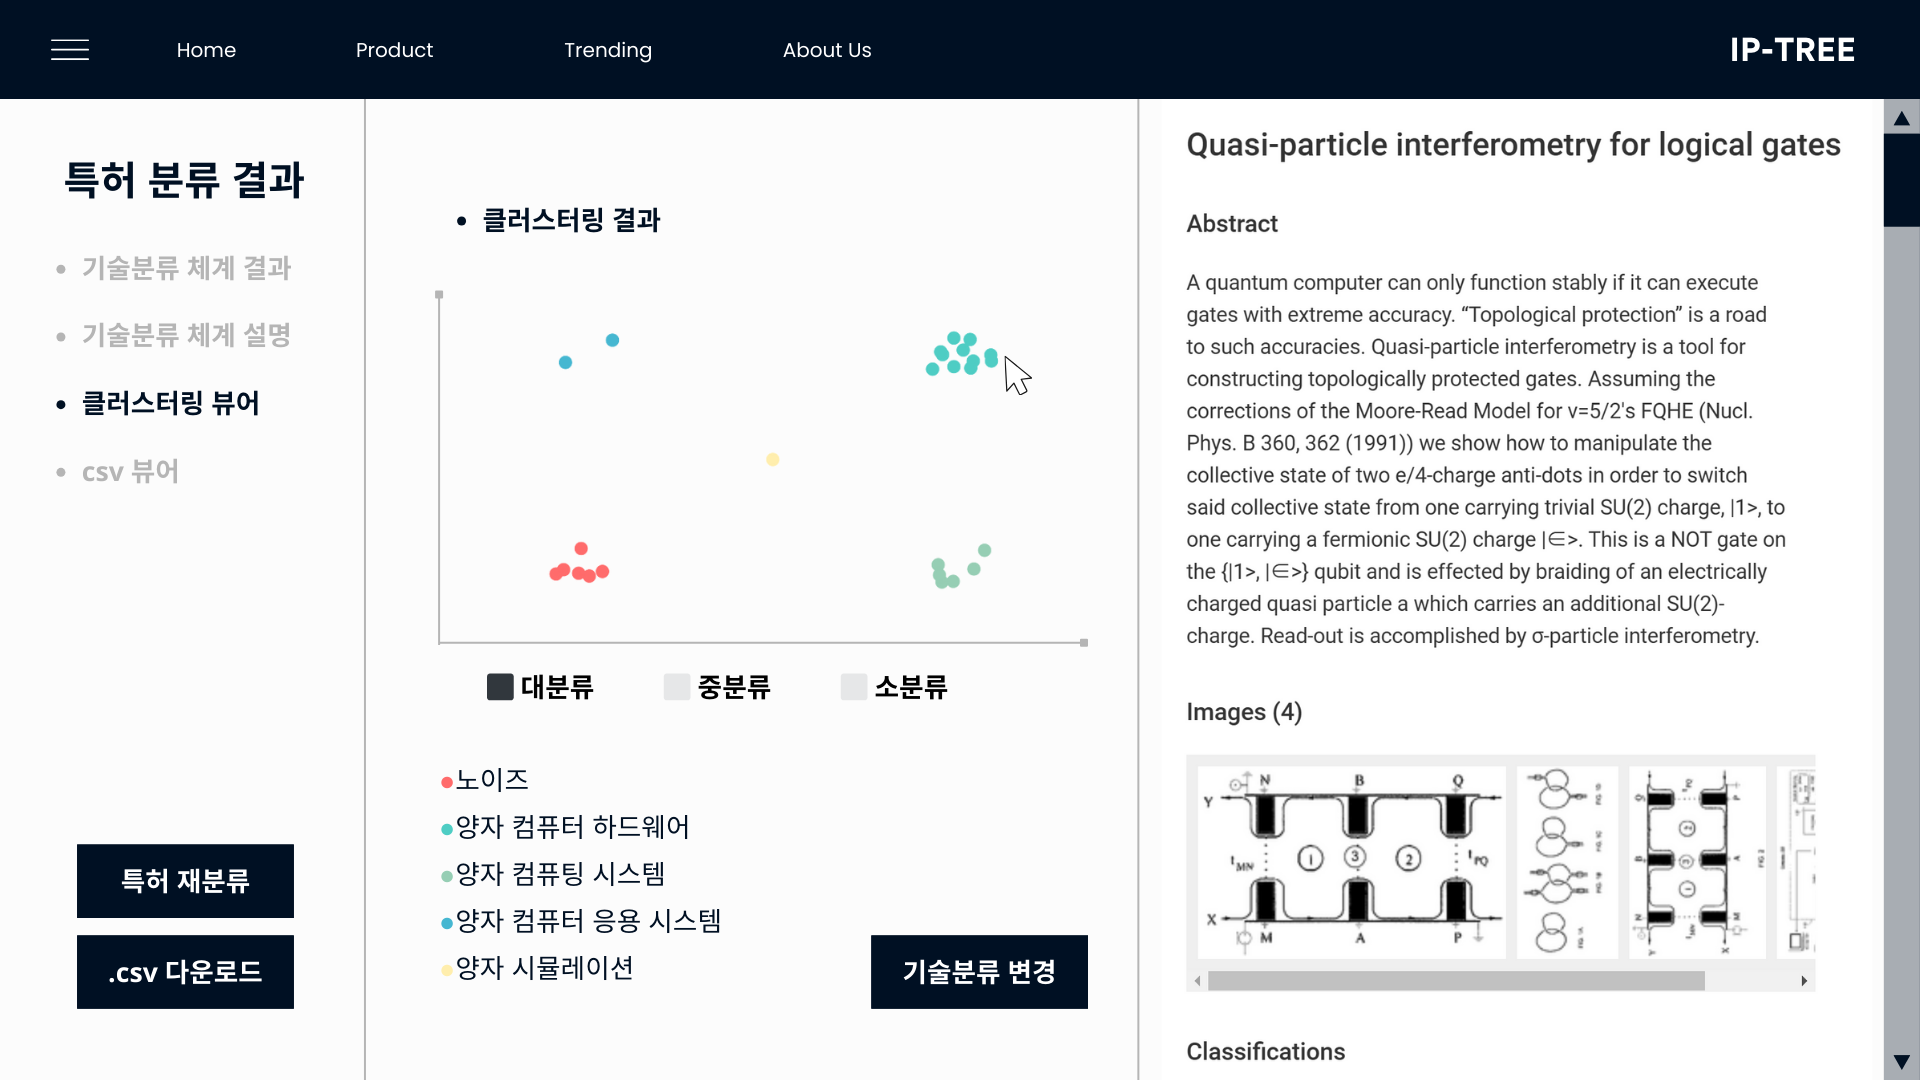 Home Product Trending About Us IP-TREE
특허 분류 결과
기술분류 체계 결과
기술분류 체계 설명
클러스터링 뷰어
csv 뷰어
특허 재분류
.csv 다운로드
클러스터링 결과
대분류 중분류 소분류
노이즈
양자 컴퓨터 하드웨어
양자 컴퓨팅 시스템
양자 컴퓨터 응용 시스템
양자 시뮬레이션
기술분류 변경
Quasi-particle interferometry for logical gates
Abstract
A quantum computer can only function stably if it can execute
gates with extreme accuracy. “Topological protection” is a road
to such accuracies. Quasi-particle interferometry is a tool for
constructing topologically protected gates. Assuming the
corrections of the Moore-Read Model for v=5/2's FQHE (Nucl.
Phys. B 360, 362 (1991)) we show how to manipulate the
collective state of two e/4-charge anti-dots in order to switch
said collective state from one carrying trivial SU(2) charge, |1>, to
one carrying a fermionic SU(2) charge |∈>. This is a NOT gate on
the {|1>, |∈>} qubit and is effected by braiding of an electrically
charged quasi particle a which carries an additional SU(2)-
charge. Read-out is accomplished by σ-particle interferometry.
Images (4)
N B Q
Y
t MN 1 3 2 t PQ
X
M A P
Classifications